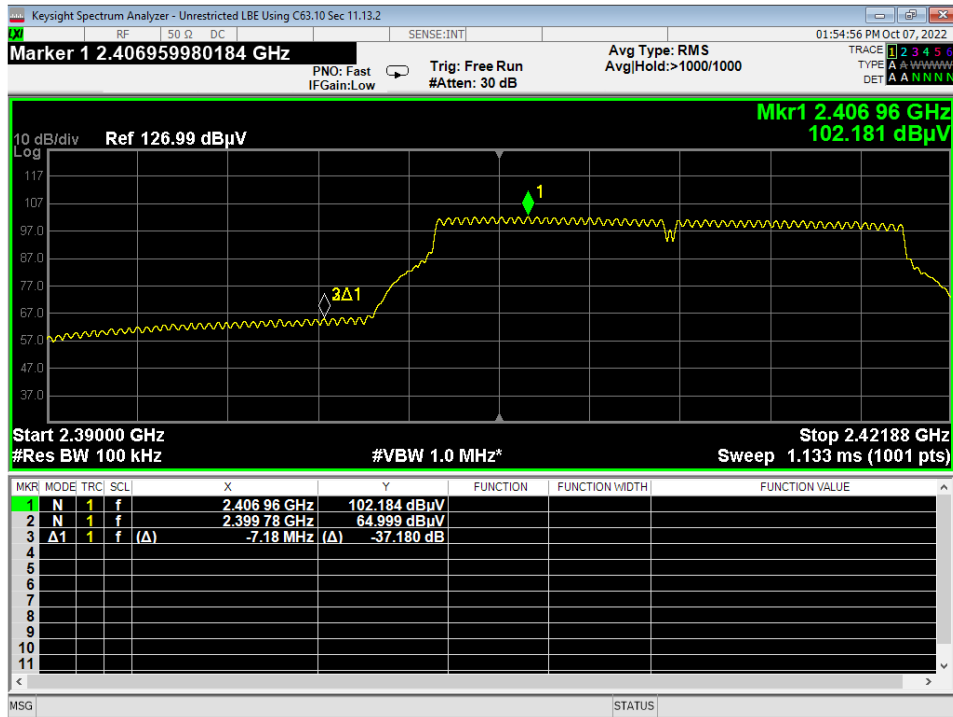 Keysight Spectrum Analyzer - Unrestricted LBE Using C63.10 Sec 11.13.2
LXI RF 50 Ω DC SENSE:INT 01:54:56 PM Oct 07, 2022
Marker 1 2.406959980184 GHz
PNO: Fast
IFGain:Low
Trig: Free Run
#Atten: 30 dB
Avg Type: RMS
Avg|Hold:>1000/1000
TRACE 1 2 3 4 5 6
TYPE A A W W W W
DET A A N N N N
Mkr1 2.406 96 GHz
102.181 dBµV
10 dB/div Ref 126.99 dBµV
Log
117
107
97.0
87.0
77.0
67.0
57.0
47.0
37.0
1
3Δ1
Start 2.39000 GHz Stop 2.42188 GHz
#Res BW 100 kHz #VBW 1.0 MHz* Sweep 1.133 ms (1001 pts)
MKR MODE TRC SCL X Y FUNCTION FUNCTION WIDTH FUNCTION VALUE
1 N 1 f 2.406 96 GHz 102.184 dBµV
2 N 1 f 2.399 78 GHz 64.999 dBµV
3 Δ1 1 f (Δ) -7.18 MHz (Δ) -37.180 dB
4
5
6
7
8
9
10
11
MSG STATUS